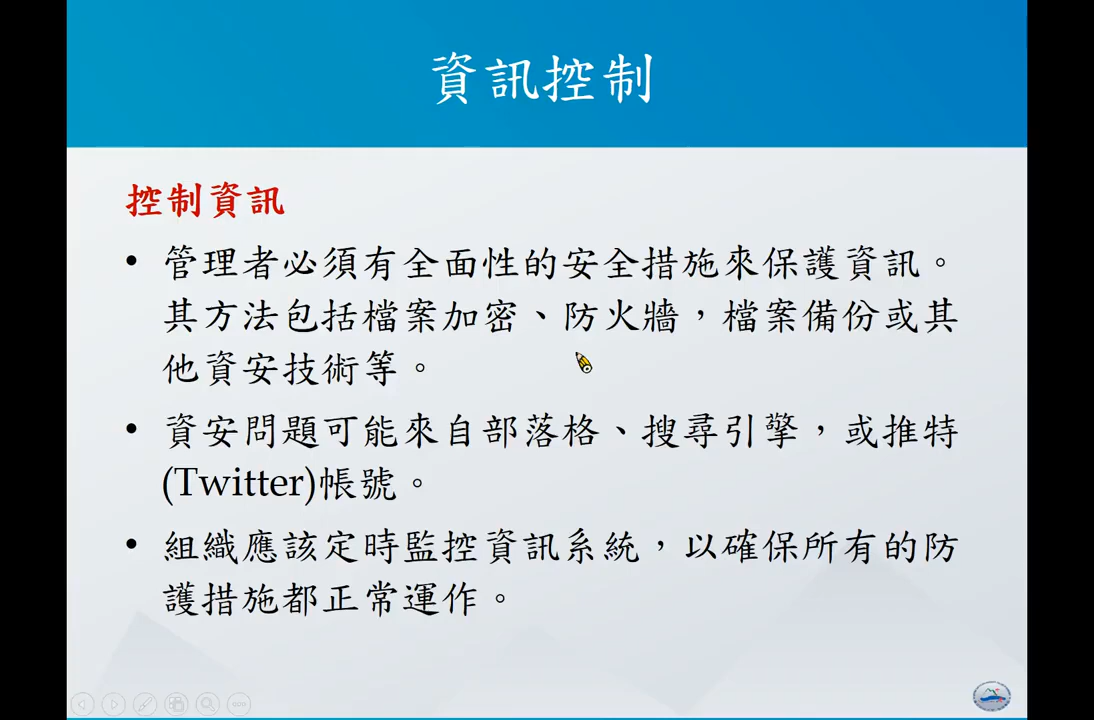 資訊控制
控制資訊
• 管理者必須有全面性的安全措施來保護資訊。
其方法包括檔案加密、防火牆，檔案備份或其
他資安技術等。
• 資安問題可能來自部落格、搜尋引擎，或推特
(Twitter)帳號。
• 組織應該定時監控資訊系統，以確保所有的防
護措施都正常運作。